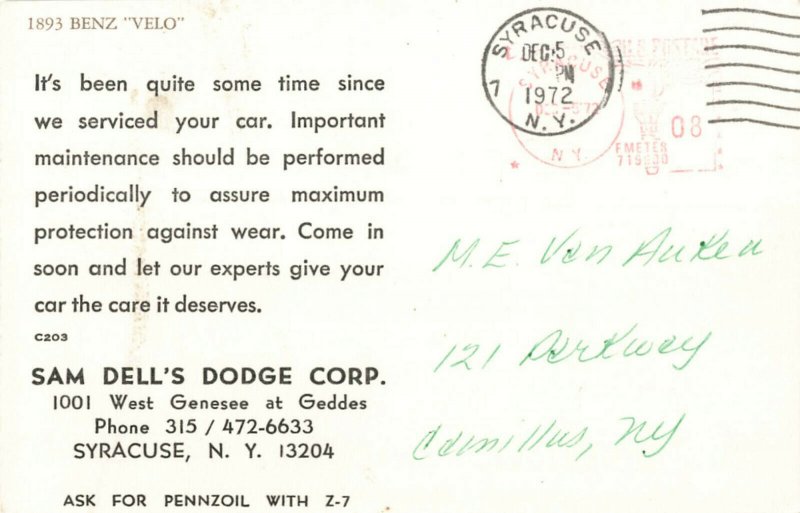 1893 BENZ "VELO"
It's been quite some time since
we serviced your car. Important
maintenance should be performed
periodically to assure maximum
protection against wear. Come in
soon and let our experts give your
car the care it deserves.
C203
SAM DELL'S DODGE CORP.
1001 West Genesee at Geddes
Phone 315 / 472-6633
SYRACUSE, N. Y. 13204
ASK FOR PENNZOIL WITH Z-7
SYRACUSE
DEC 5
PM
7
1972
N.Y.
SYRACUSE
N.Y.
08
METER
M.E. Van Auken
121 Parkway
Camillus, NY